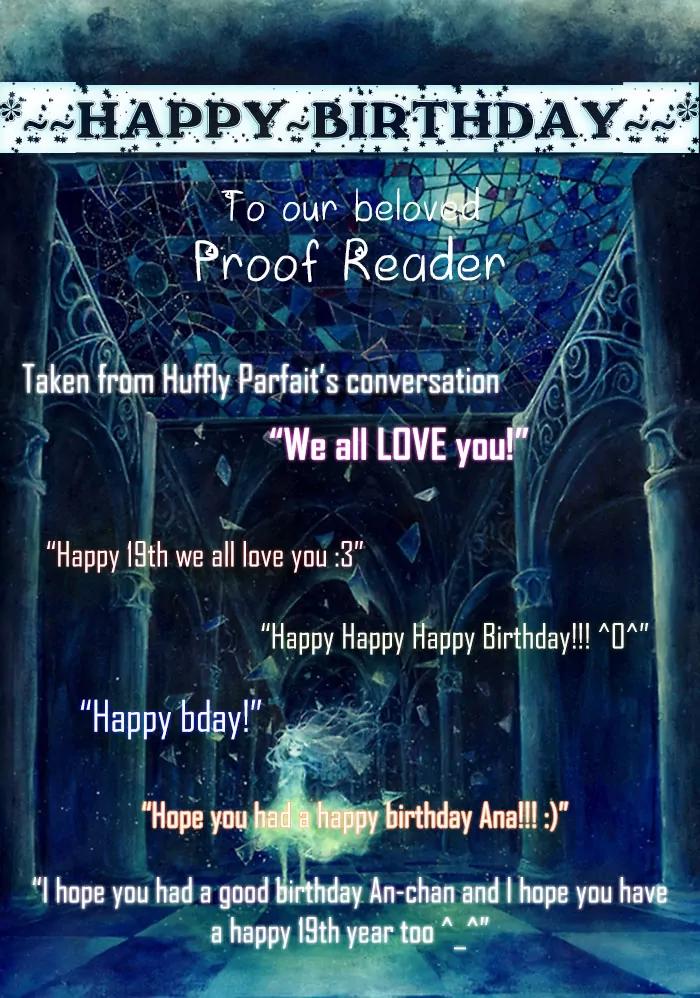 *~~HAPPY~BIRTHDAY~~*
To our beloved
Proof Reader
Taken from Huffly Parfait's conversation
“We all LOVE you!”
“Happy 19th we all love you :3”
“Happy Happy Happy Birthday!!! ^0^”
“Happy bday!”
“Hope you had a happy birthday Ana!!! :)”
“I hope you had a good birthday An-chan and I hope you have
a happy 19th year too ^_^”